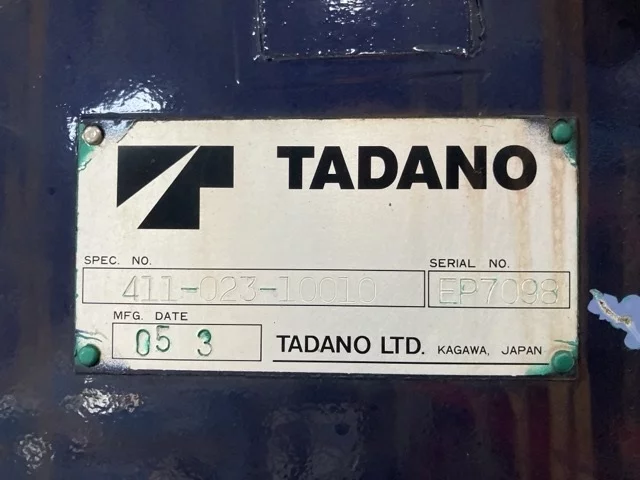 TADANO
SPEC. NO.
SERIAL NO.
411-023-10010
EP7098
MFG. DATE
05 3
TADANO LTD. KAGAWA, JAPAN